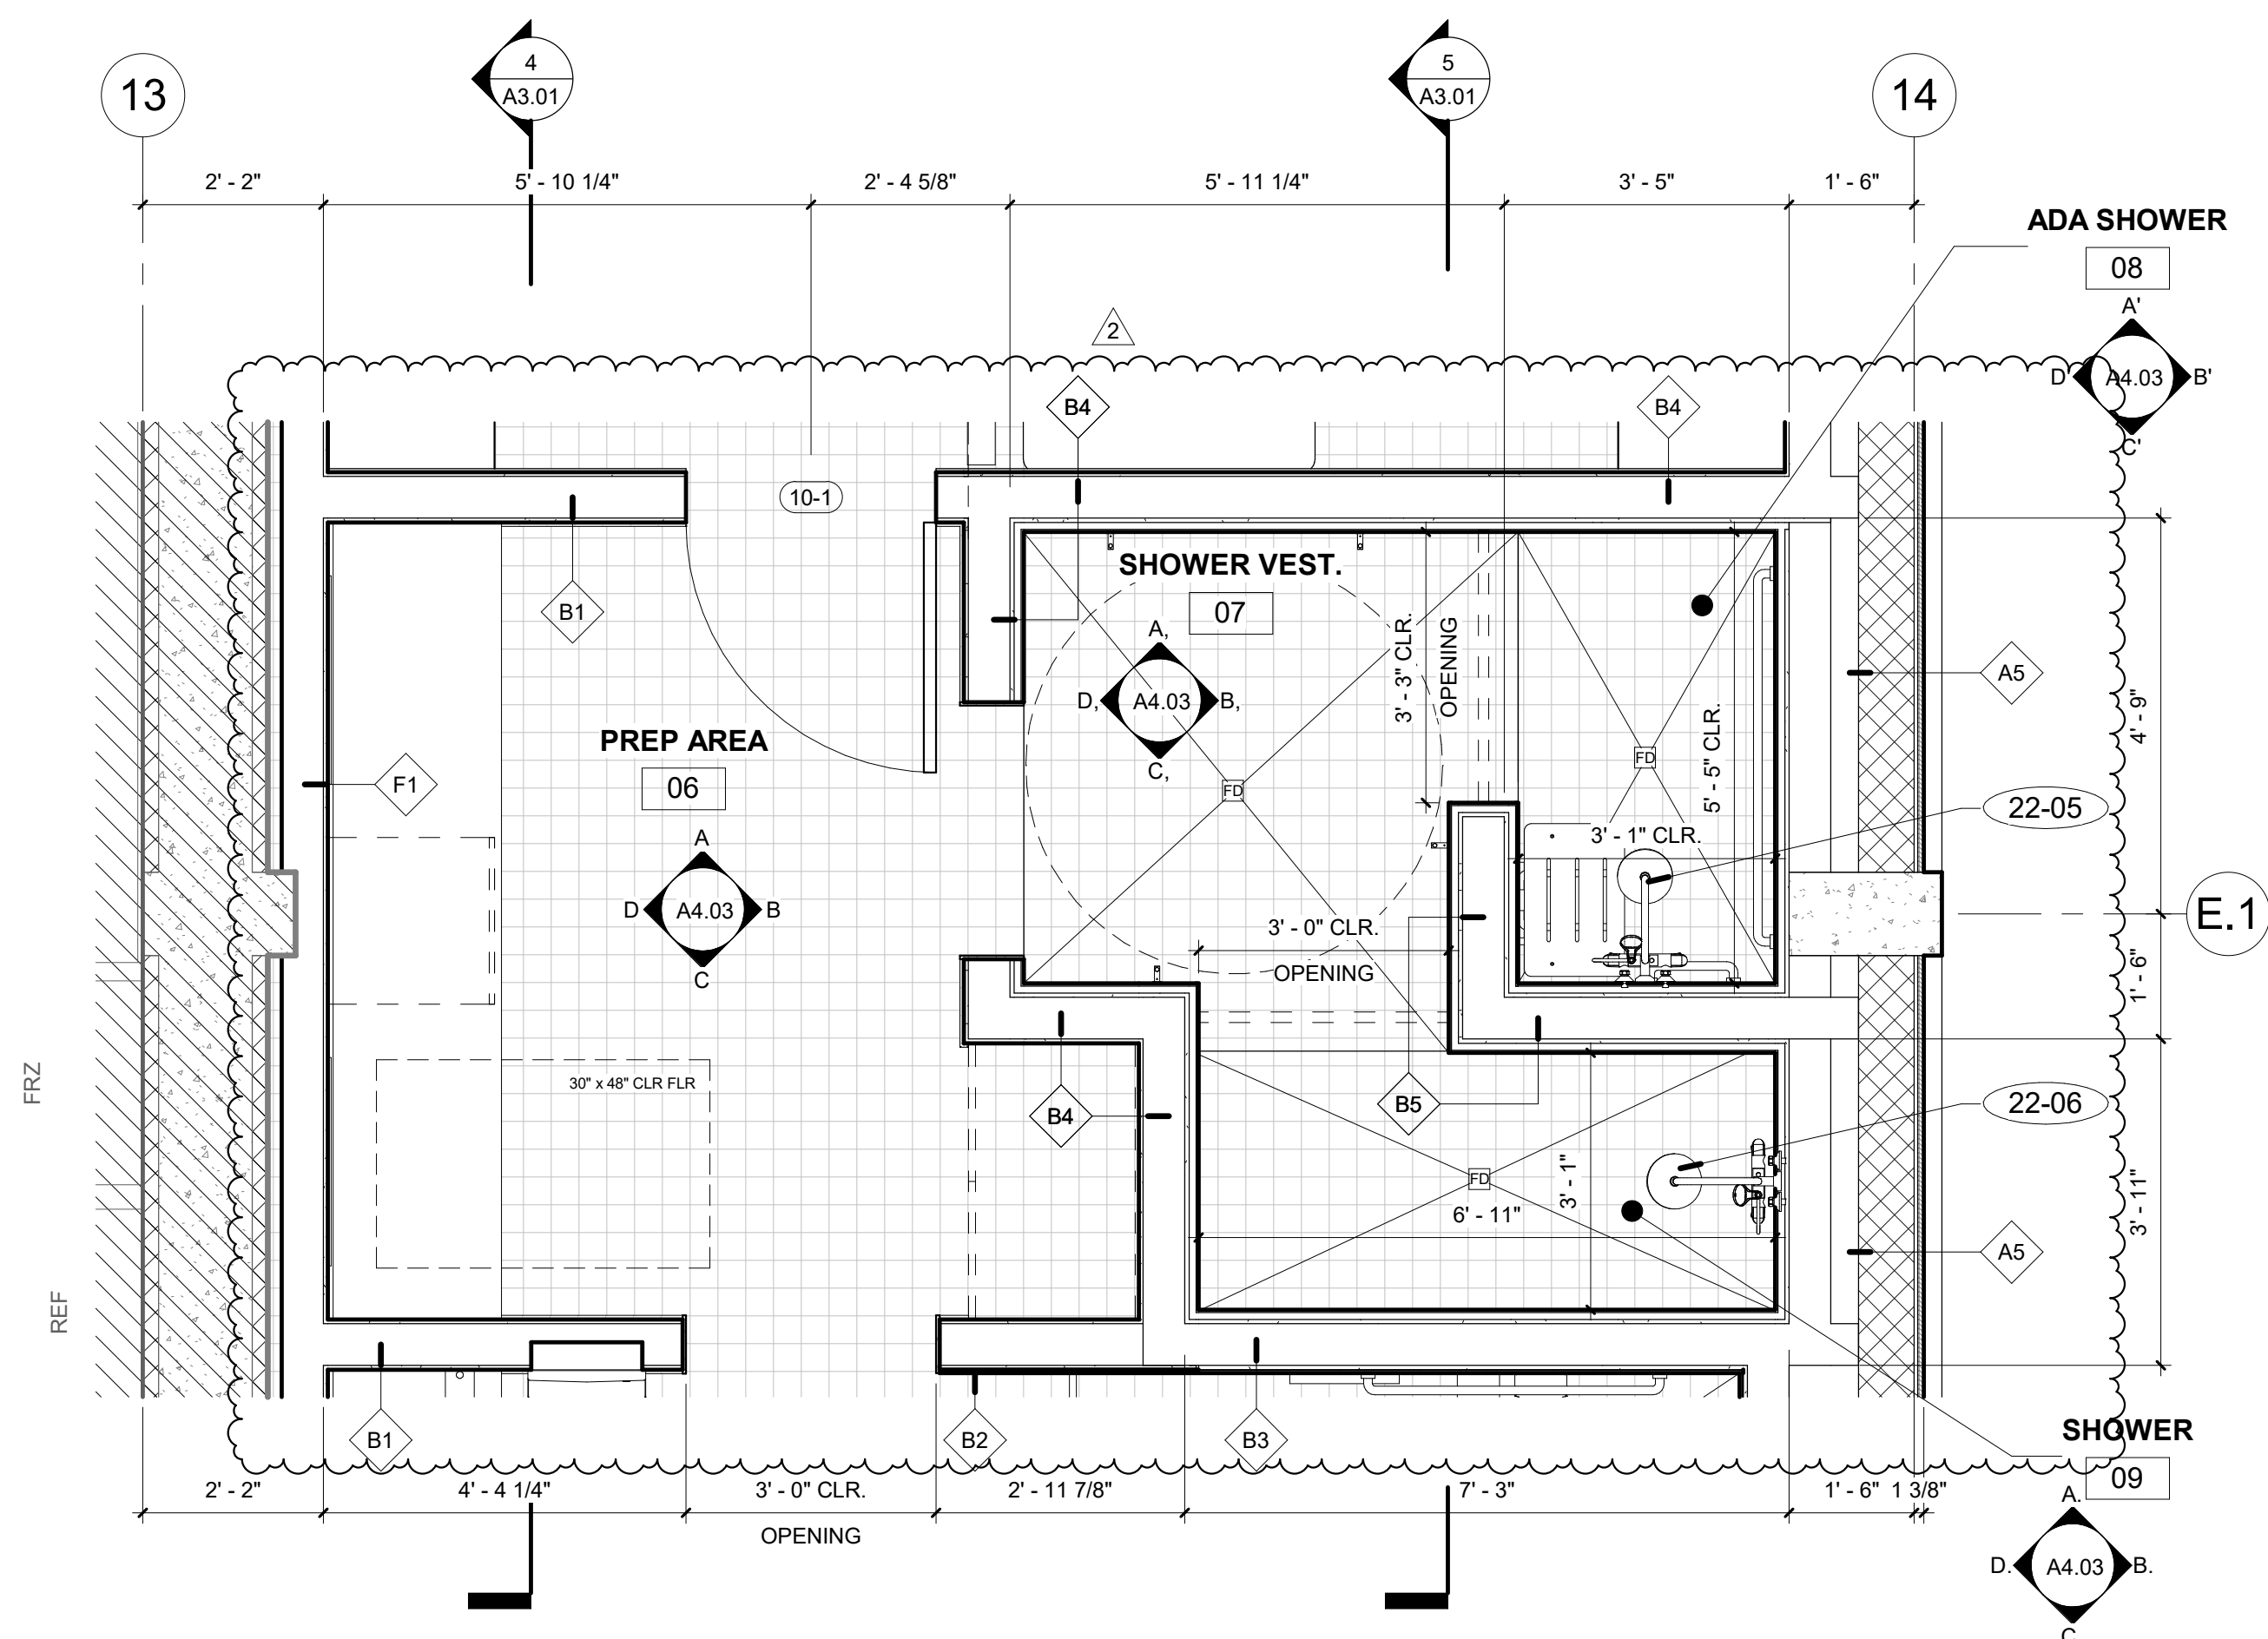 4
A3.01
5
A3.01
13
14
2' - 2"
5' - 10 1/4"
2' - 4 5/8"
5' - 11 1/4"
3' - 5"
1' - 6"
ADA SHOWER
08
A'
D'
A4.03
B'
C'
2
B4
B4
10-1
B1
SHOWER VEST.
07
A,
D,
A4.03
B,
C,
3' - 3" CLR.
OPENING
A5
4' - 9"
PREP AREA
06
F1
FD
FD
5' - 5" CLR.
22-05
3' - 1" CLR.
A
D
A4.03
B
C
3' - 0" CLR.
OPENING
E.1
1' - 6"
FRZ
30" x 48" CLR FLR
B4
B5
22-06
FD
3' - 1"
6' - 11"
3' - 11"
A5
REF
B1
B2
B3
SHOWER
09
2' - 2"
4' - 4 1/4"
3' - 0" CLR.
OPENING
2' - 11 7/8"
7' - 3"
1' - 6"
1 3/8"
A.
D.
A4.03
B.
C.